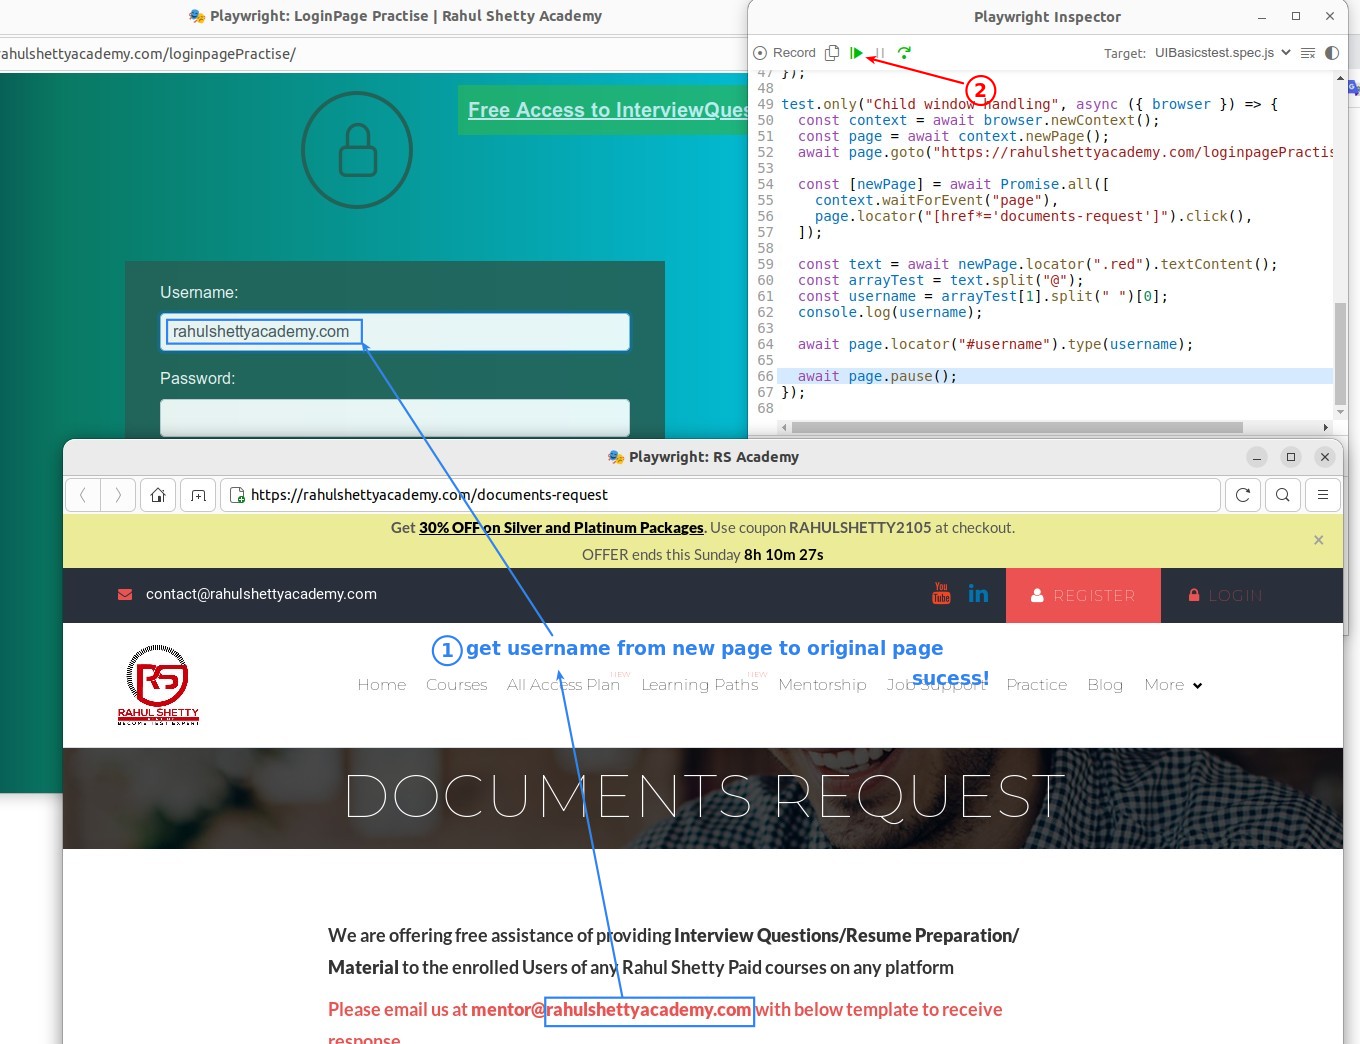 Playwright: LoginPage Practise | Rahul Shetty Academy
ahulshettyacademy.com/loginpagePractise/
Free Access to InterviewQues
Username:
rahulshettyacademy.com
Password:
Playwright Inspector
Record
Target: UIBasicstest.spec.js
2
47 });
48
49 test.only("Child window handling", async ({ browser }) => {
50 const context = await browser.newContext();
51 const page = await context.newPage();
52 await page.goto("https://rahulshettyacademy.com/loginpagePractis
53
54 const [newPage] = await Promise.all([
55 context.waitForEvent("page"),
56 page.locator("[href*='documents-request']").click(),
57 ]);
58
59 const text = await newPage.locator(".red").textContent();
60 const arrayTest = text.split("@");
61 const username = arrayTest[1].split(" ")[0];
62 console.log(username);
63
64 await page.locator("#username").type(username);
65
66 await page.pause();
67 });
68
Playwright: RS Academy
https://rahulshettyacademy.com/documents-request
Get 30% OFF on Silver and Platinum Packages. Use coupon RAHULSHETTY2105 at checkout.
OFFER ends this Sunday 8h 10m 27s
contact@rahulshettyacademy.com
You
Tube
in
REGISTER
LOGIN
1 get username from new page to original page
sucess!
RS
RAHUL SHETTY
ACADEMY
BECOME TEST EXPERT
Home Courses All Access Plan NEW Learning Paths NEW Mentorship Job Support Practice Blog More
DOCUMENTS REQUEST
We are offering free assistance of providing Interview Questions/Resume Preparation/
Material to the enrolled Users of any Rahul Shetty Paid courses on any platform
Please email us at mentor@rahulshettyacademy.com with below template to receive
response